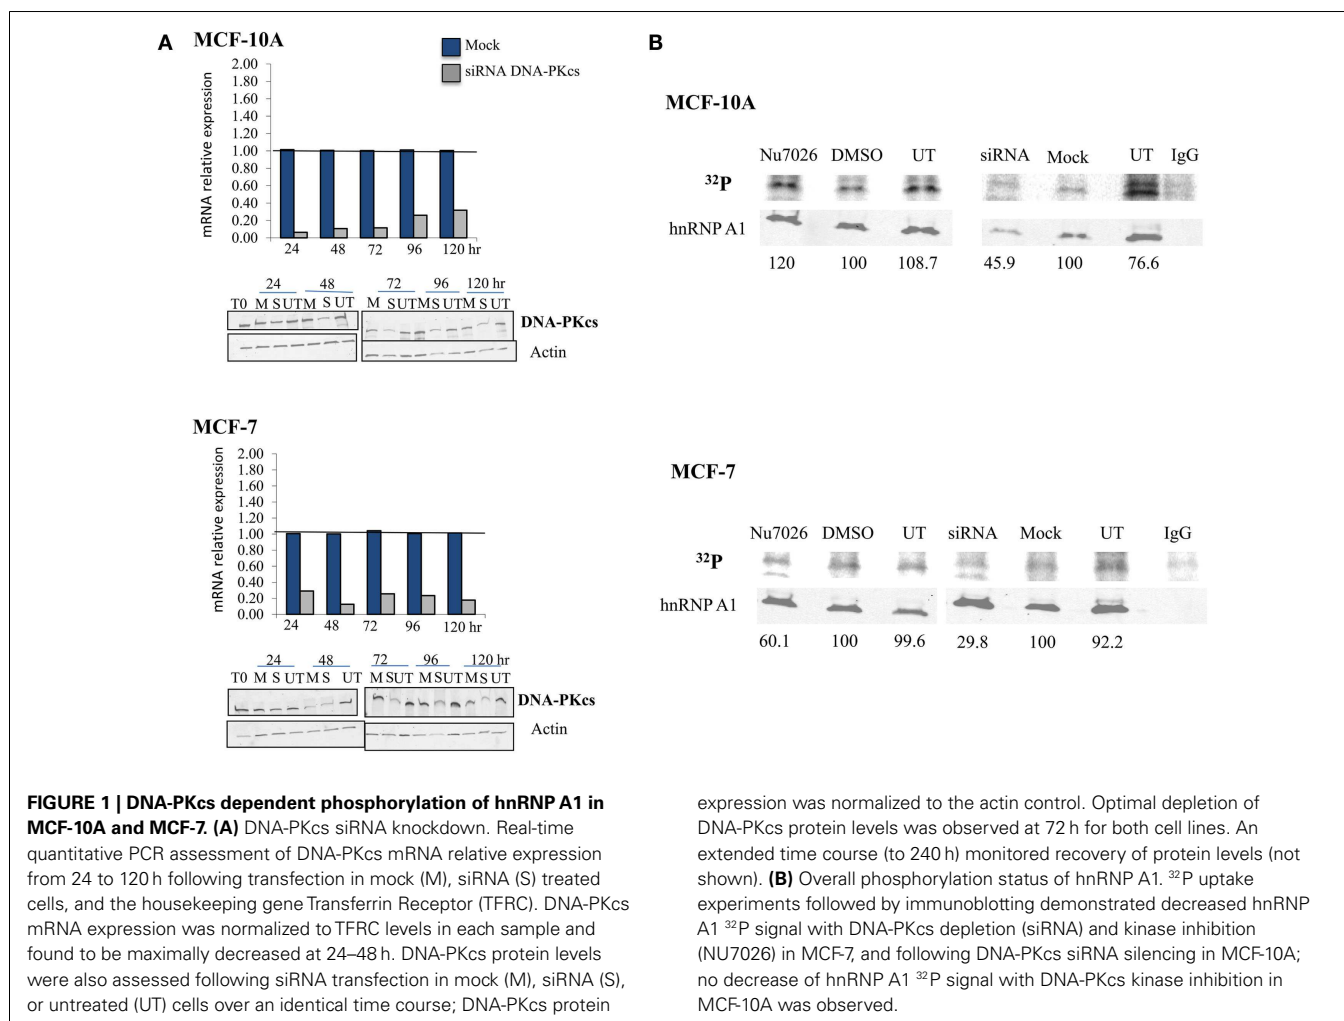 A
MCF-10A
Mock
siRNA DNA-PKcs
mRNA relative expression
2.00
1.80
1.60
1.40
1.20
1.00
0.80
0.60
0.40
0.20
0.00
24 48 72 96 120 hr
24 48 72 96 120 hr
T0 M S UT M S UT M S UT M S UT M S UT
DNA-PKcs
Actin
MCF-7
mRNA relative expression
2.00
1.80
1.60
1.40
1.20
1.00
0.80
0.60
0.40
0.20
0.00
24 48 72 96 120 hr
24 48 72 96 120 hr
T0 M S UT M S UT M S UT M S UT M S UT
DNA-PKcs
Actin
B
MCF-10A
Nu7026 DMSO UT siRNA Mock UT IgG
32P
hnRNP A1
120 100 108.7 45.9 100 76.6
MCF-7
Nu7026 DMSO UT siRNA Mock UT IgG
32P
hnRNP A1
60.1 100 99.6 29.8 100 92.2
FIGURE 1 | DNA-PKcs dependent phosphorylation of hnRNP A1 in
MCF-10A and MCF-7. (A) DNA-PKcs siRNA knockdown. Real-time
quantitative PCR assessment of DNA-PKcs mRNA relative expression
from 24 to 120 h following transfection in mock (M), siRNA (S) treated
cells, and the housekeeping gene Transferrin Receptor (TFRC). DNA-PKcs
mRNA expression was normalized to TFRC levels in each sample and
found to be maximally decreased at 24–48 h. DNA-PKcs protein levels
were also assessed following siRNA transfection in mock (M), siRNA (S),
or untreated (UT) cells over an identical time course; DNA-PKcs protein
expression was normalized to the actin control. Optimal depletion of
DNA-PKcs protein levels was observed at 72 h for both cell lines. An
extended time course (to 240 h) monitored recovery of protein levels (not
shown). (B) Overall phosphorylation status of hnRNP A1. 32P uptake
experiments followed by immunoblotting demonstrated decreased hnRNP
A1 32P signal with DNA-PKcs depletion (siRNA) and kinase inhibition
(NU7026) in MCF-7, and following DNA-PKcs siRNA silencing in MCF-10A;
no decrease of hnRNP A1 32P signal with DNA-PKcs kinase inhibition in
MCF-10A was observed.